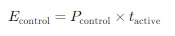 E_control = P_control × t_active